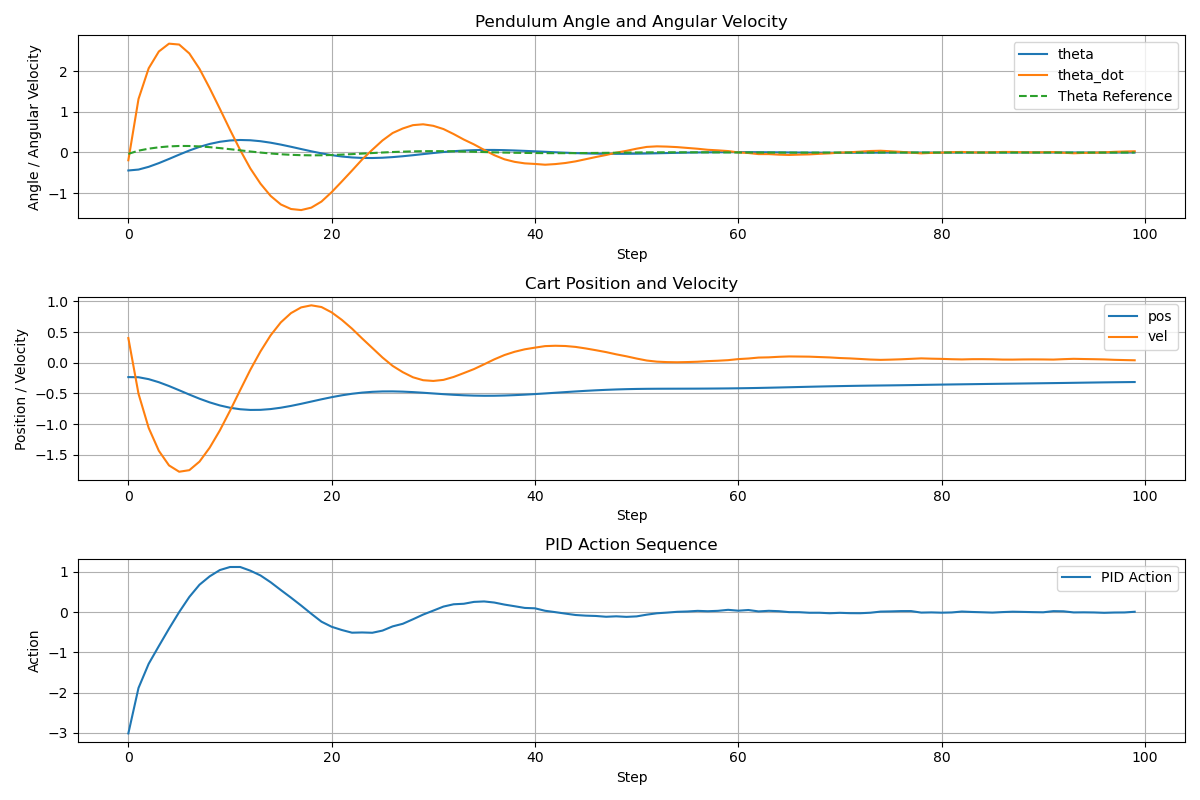 Pendulum Angle and Angular Velocity
Angle / Angular Velocity
2
1
0
−1
theta
theta_dot
Theta Reference
0 20 40 60 80 100
Step
Cart Position and Velocity
Position / Velocity
1.0
0.5
0.0
−0.5
−1.0
−1.5
pos
vel
0 20 40 60 80 100
Step
PID Action Sequence
Action
1
0
−1
−2
−3
PID Action
0 20 40 60 80 100
Step